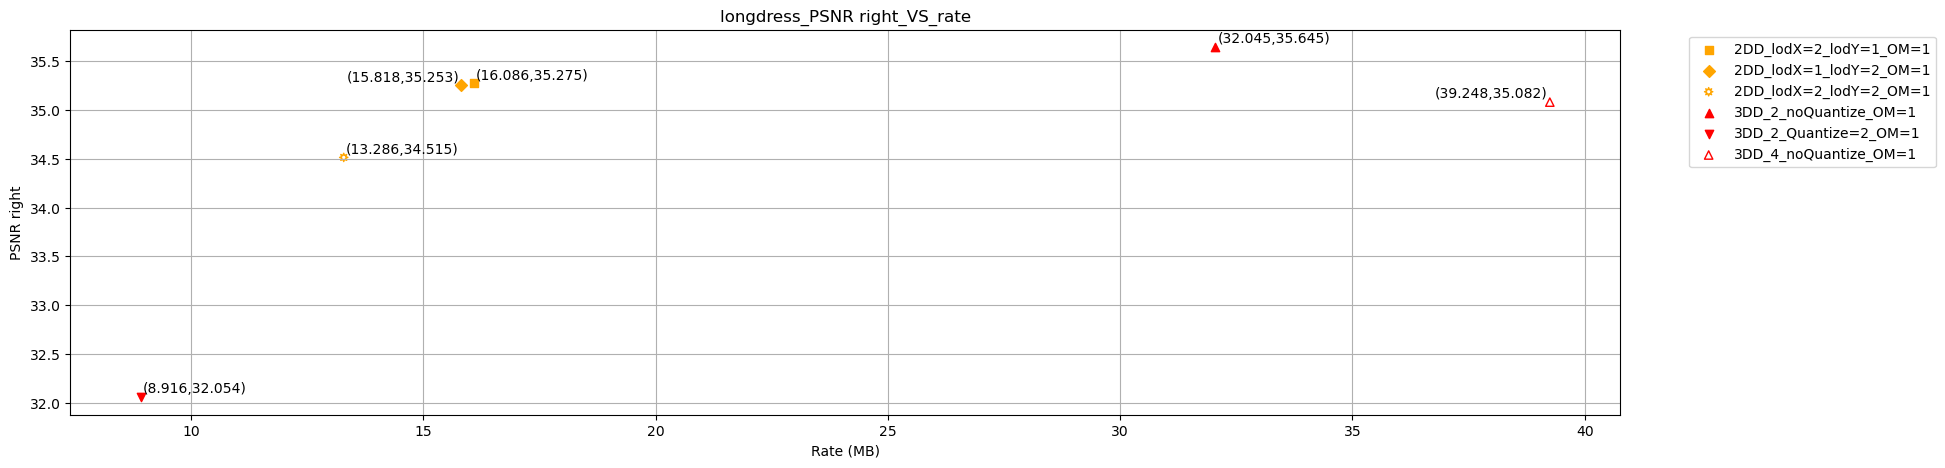 longdress_PSNR right_VS_rate
(32.045,35.645)
(15.818,35.253)
(16.086,35.275)
(39.248,35.082)
(13.286,34.515)
(8.916,32.054)
35.5
35.0
34.5
34.0
33.5
33.0
32.5
32.0
PSNR right
10
15
20
25
30
35
40
Rate (MB)
2DD_lodX=2_lodY=1_OM=1
2DD_lodX=1_lodY=2_OM=1
2DD_lodX=2_lodY=2_OM=1
3DD_2_noQuantize_OM=1
3DD_2_Quantize=2_OM=1
3DD_4_noQuantize_OM=1